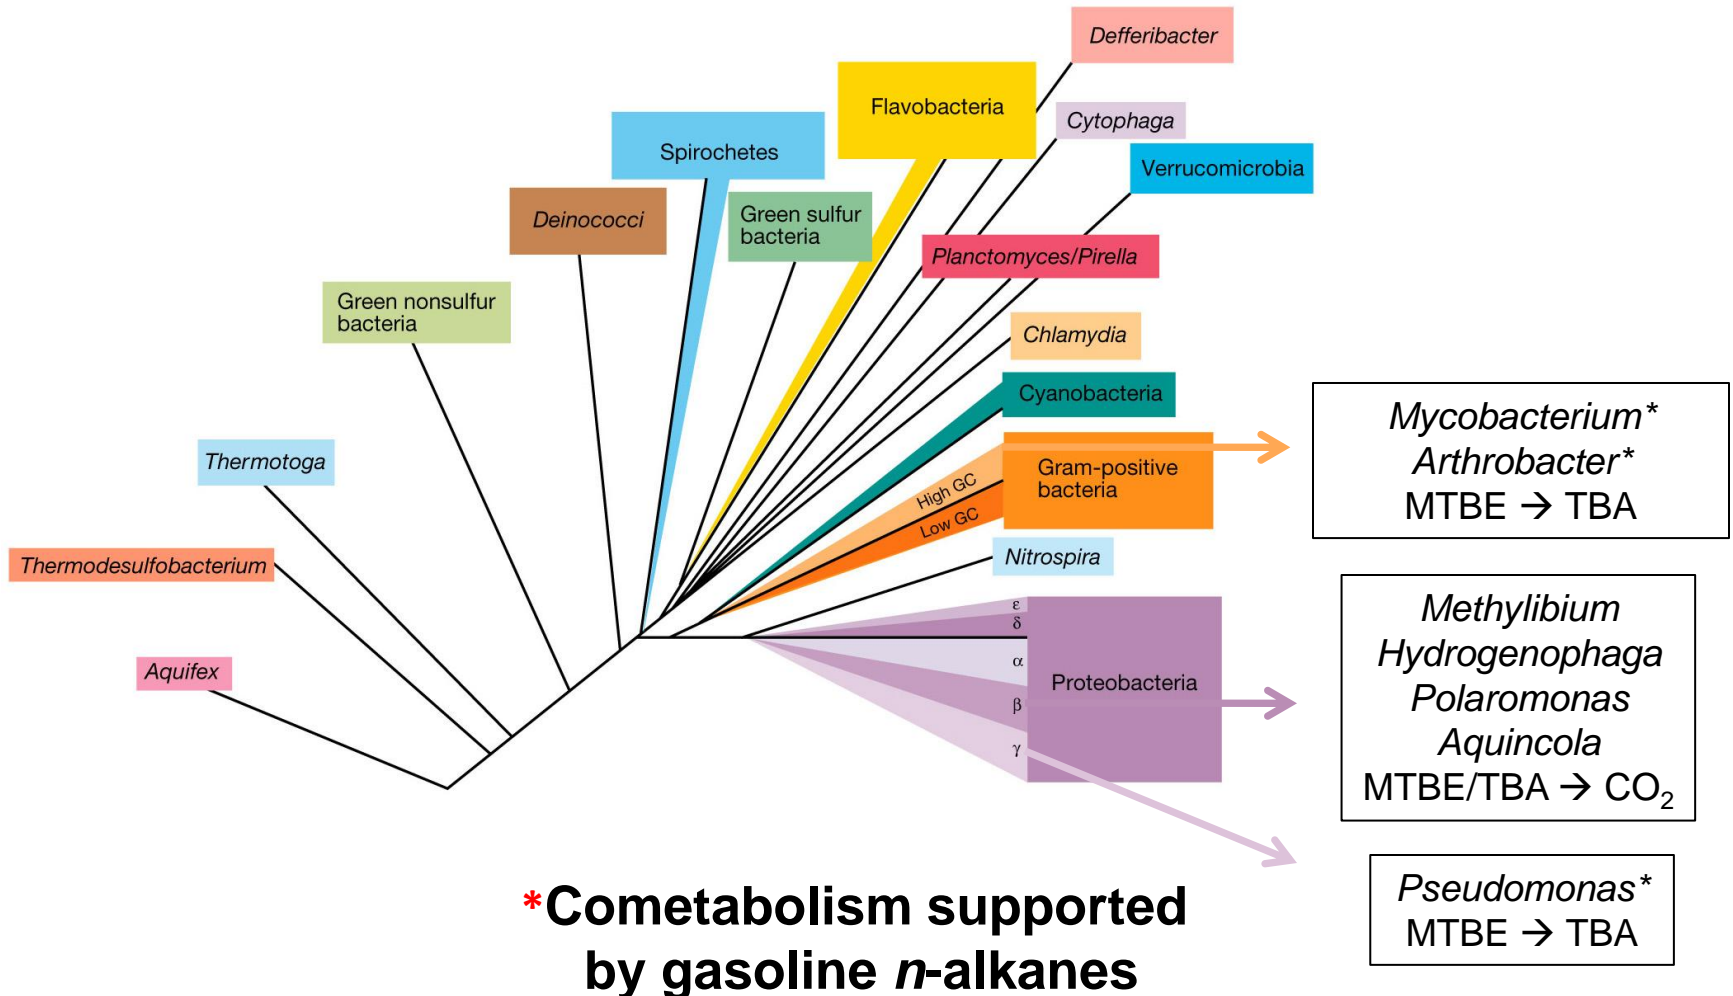 Defferibacter
Flavobacteria
Cytophaga
Spirochetes
Verrucomicrobia
Deinococci
Green sulfur
bacteria
Planctomyces/Pirella
Green nonsulfur
bacteria
Chlamydia
Cyanobacteria
Thermotoga
High GC
Low GC
Gram-positive
bacteria
Thermodesulfobacterium
Nitrospira
Aquifex
ε
δ
α
β
γ
Proteobacteria
Mycobacterium*
Arthrobacter*
MTBE → TBA
Methylibium
Hydrogenophaga
Polaromonas
Aquincola
MTBE/TBA → CO₂
Pseudomonas*
MTBE → TBA
*Cometabolism supported
by gasoline n-alkanes